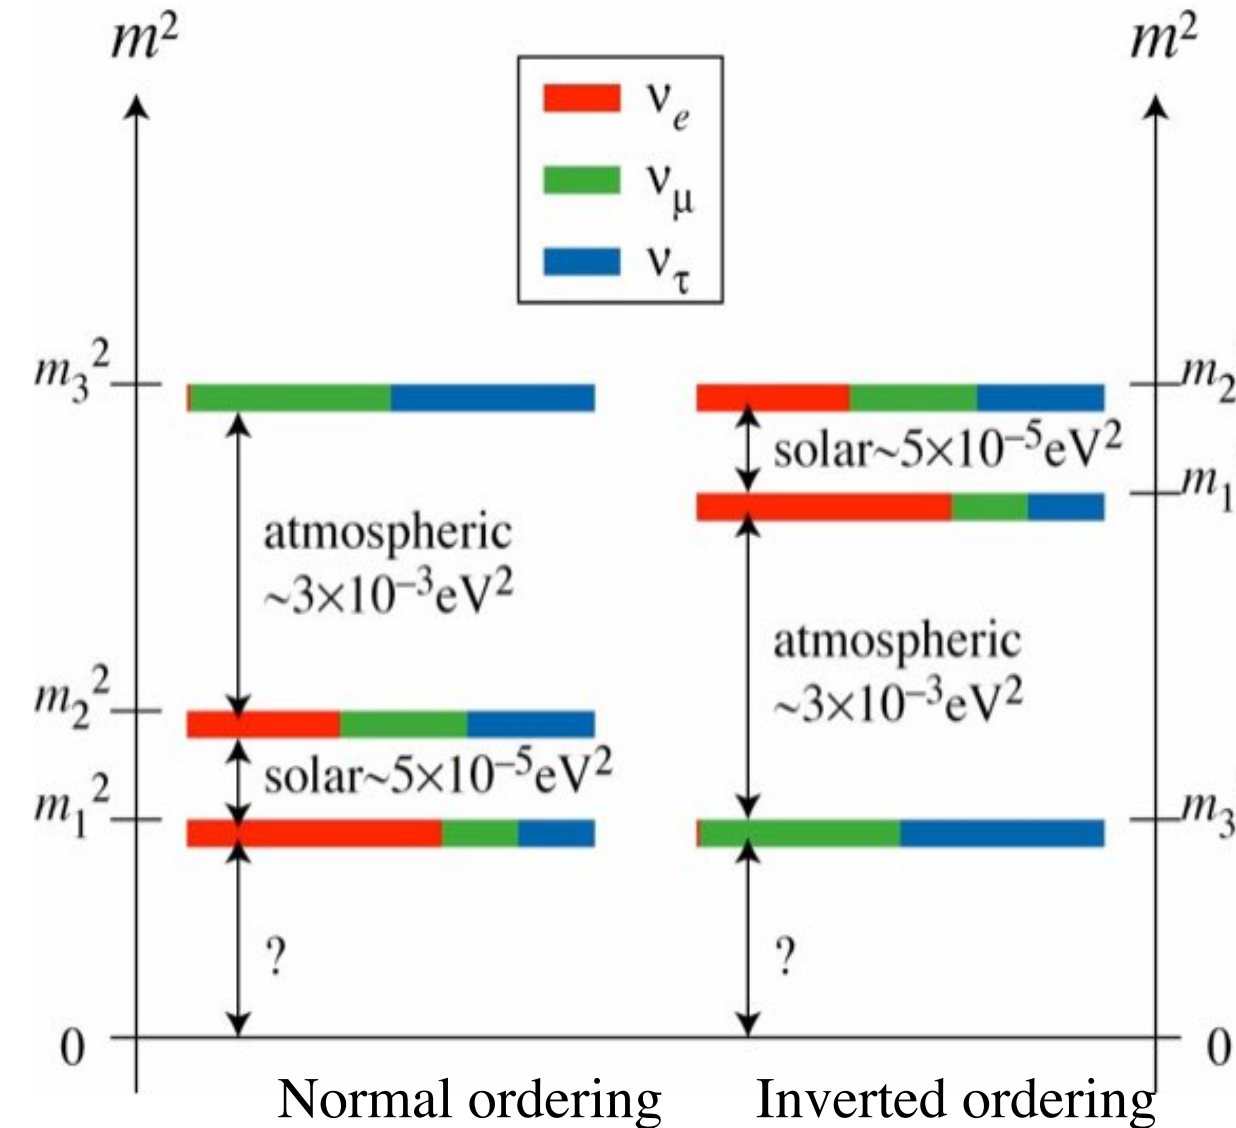 m²
m²
νe
νμ
ντ
m₃²
m₂
solar~5×10⁻⁵eV²
m₁
atmospheric
~3×10⁻³eV²
atmospheric
~3×10⁻³eV²
m₂²
solar~5×10⁻⁵eV²
m₁²
m₃
?
?
0
0
Normal ordering
Inverted ordering